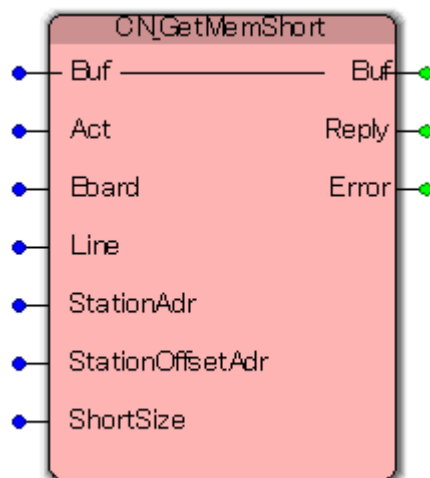 CN_GetMemShort
Buf Buf
Act Reply
Eboard Error
Line
StationAdr
StationOffsetAdr
ShortSize